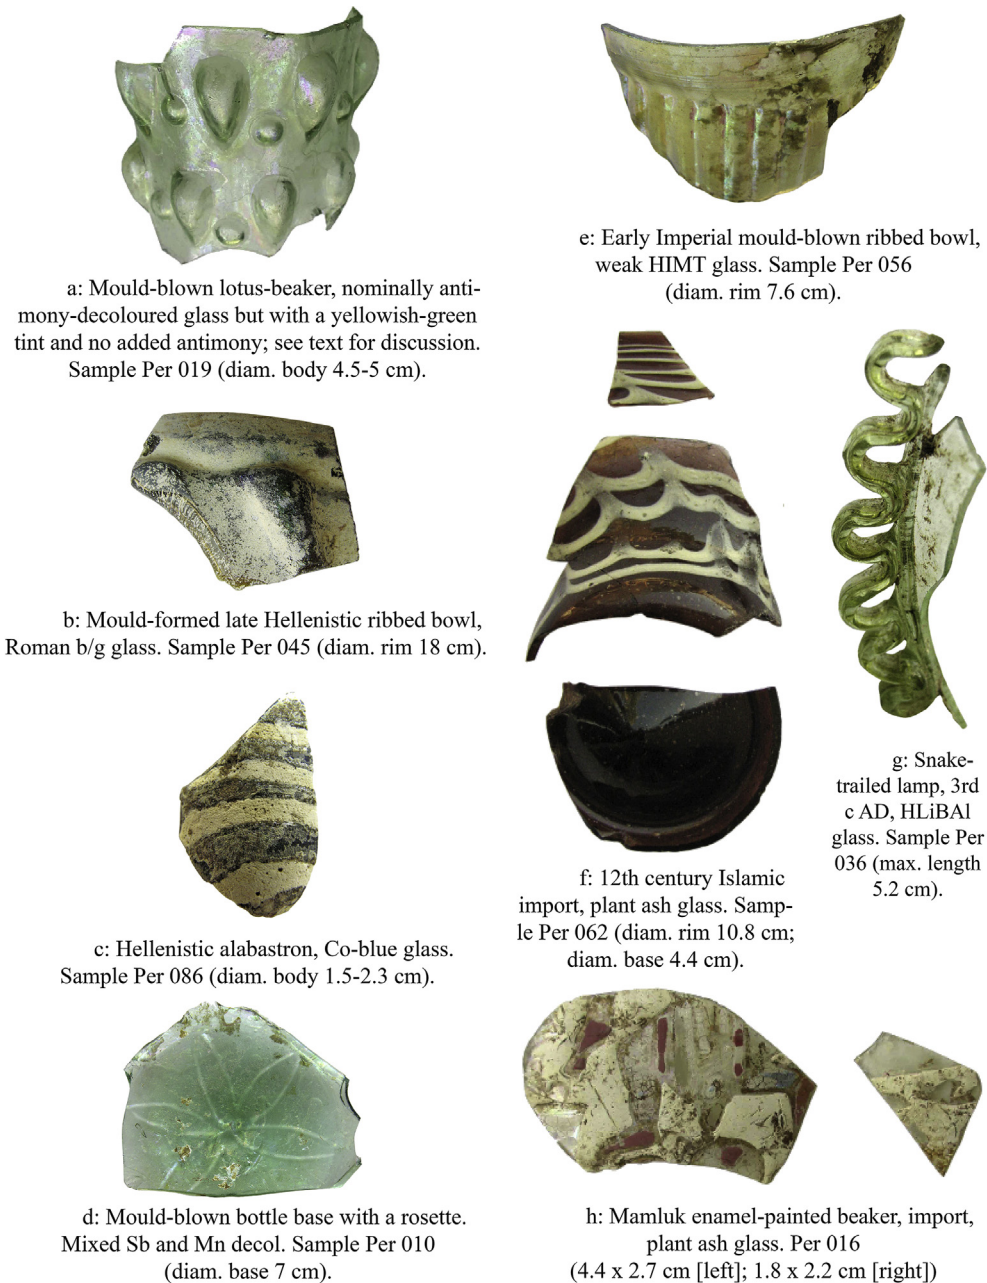 a: Mould-blown lotus-beaker, nominally anti-
mony-decoloured glass but with a yellowish-green
tint and no added antimony; see text for discussion.
Sample Per 019 (diam. body 4.5-5 cm).
b: Mould-formed late Hellenistic ribbed bowl,
Roman b/g glass. Sample Per 045 (diam. rim 18 cm).
c: Hellenistic alabastron, Co-blue glass.
Sample Per 086 (diam. body 1.5-2.3 cm).
d: Mould-blown bottle base with a rosette.
Mixed Sb and Mn decol. Sample Per 010
(diam. base 7 cm).
e: Early Imperial mould-blown ribbed bowl,
weak HIMT glass. Sample Per 056
(diam. rim 7.6 cm).
f: 12th century Islamic
import, plant ash glass. Samp-
le Per 062 (diam. rim 10.8 cm;
diam. base 4.4 cm).
g: Snake-
trailed lamp, 3rd
c AD, HLiBAl
glass. Sample Per
036 (max. length
5.2 cm).
h: Mamluk enamel-painted beaker, import,
plant ash glass. Per 016
(4.4 x 2.7 cm [left]; 1.8 x 2.2 cm [right])